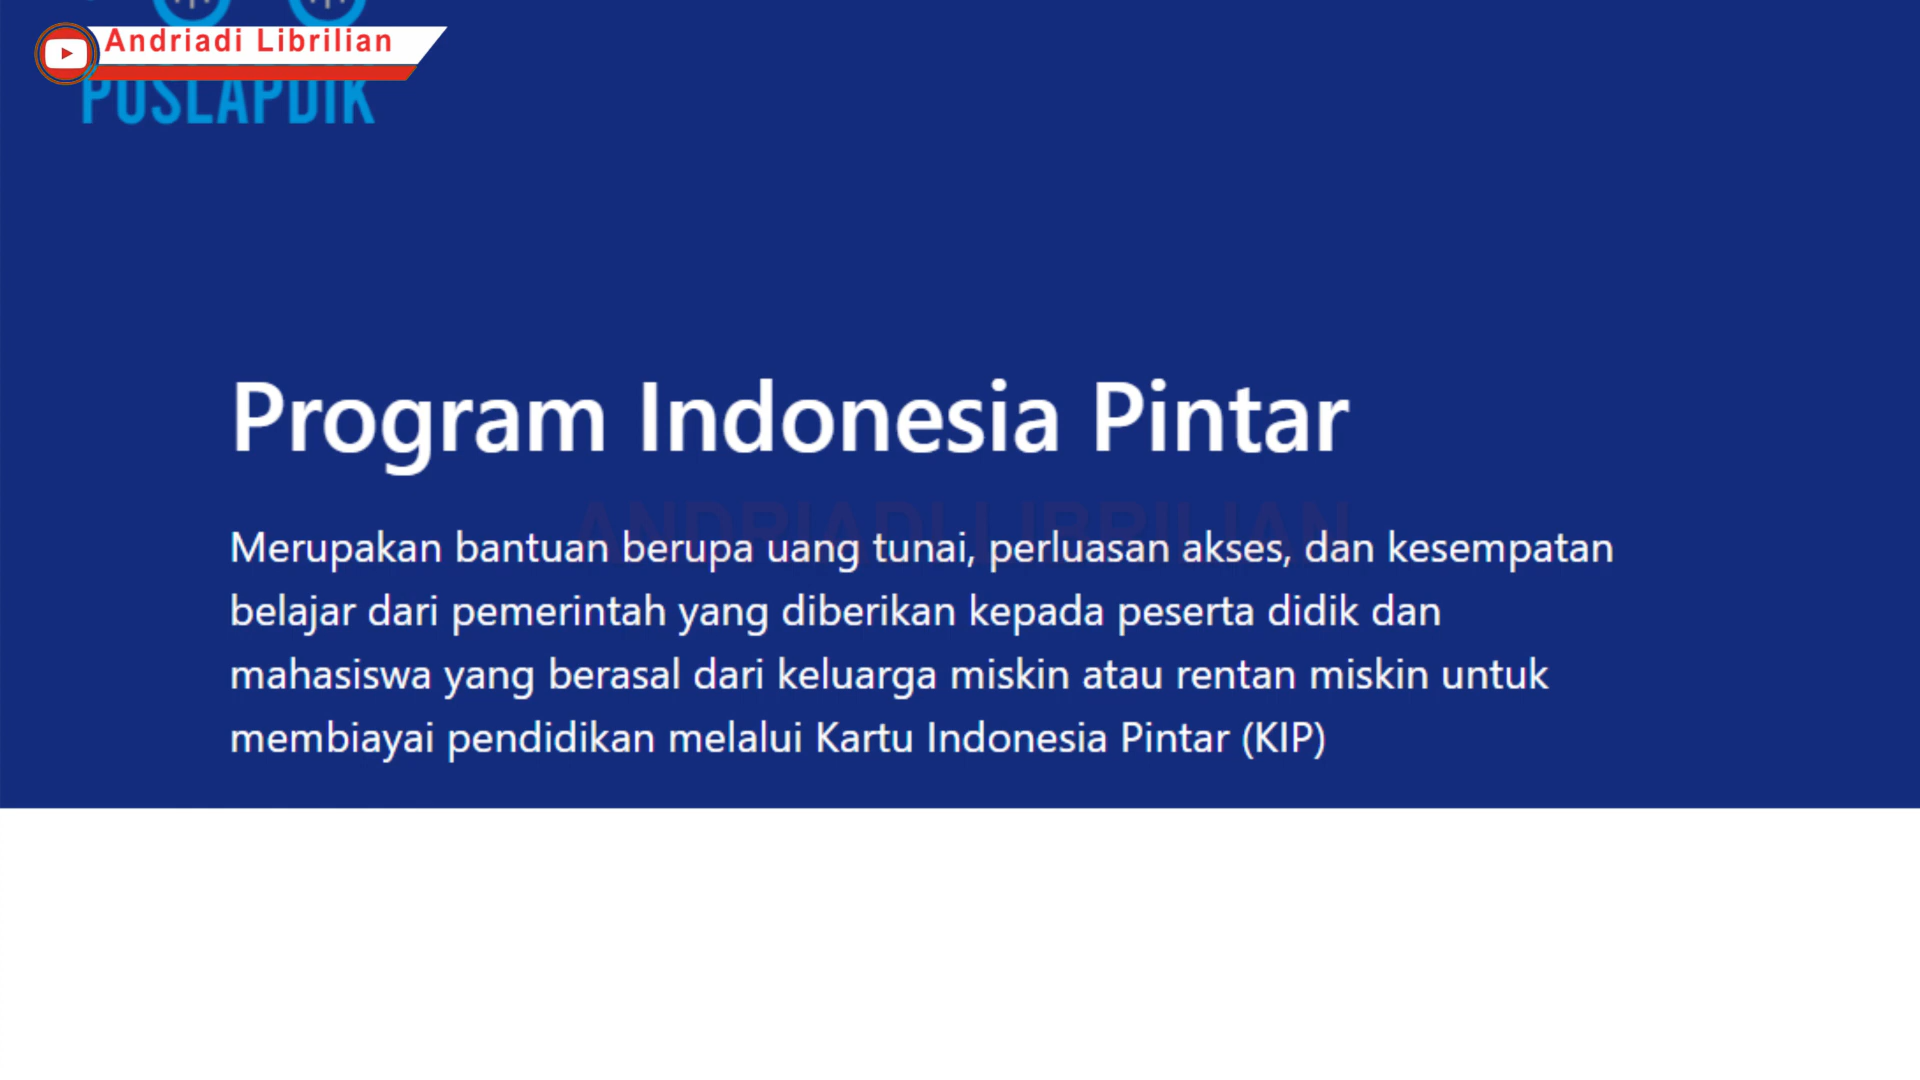 Andriadi Librilian
PUSLAPDIK
Program Indonesia Pintar
ANDRIADI LIBRILIAN
Merupakan bantuan berupa uang tunai, perluasan akses, dan kesempatan
belajar dari pemerintah yang diberikan kepada peserta didik dan
mahasiswa yang berasal dari keluarga miskin atau rentan miskin untuk
membiayai pendidikan melalui Kartu Indonesia Pintar (KIP)